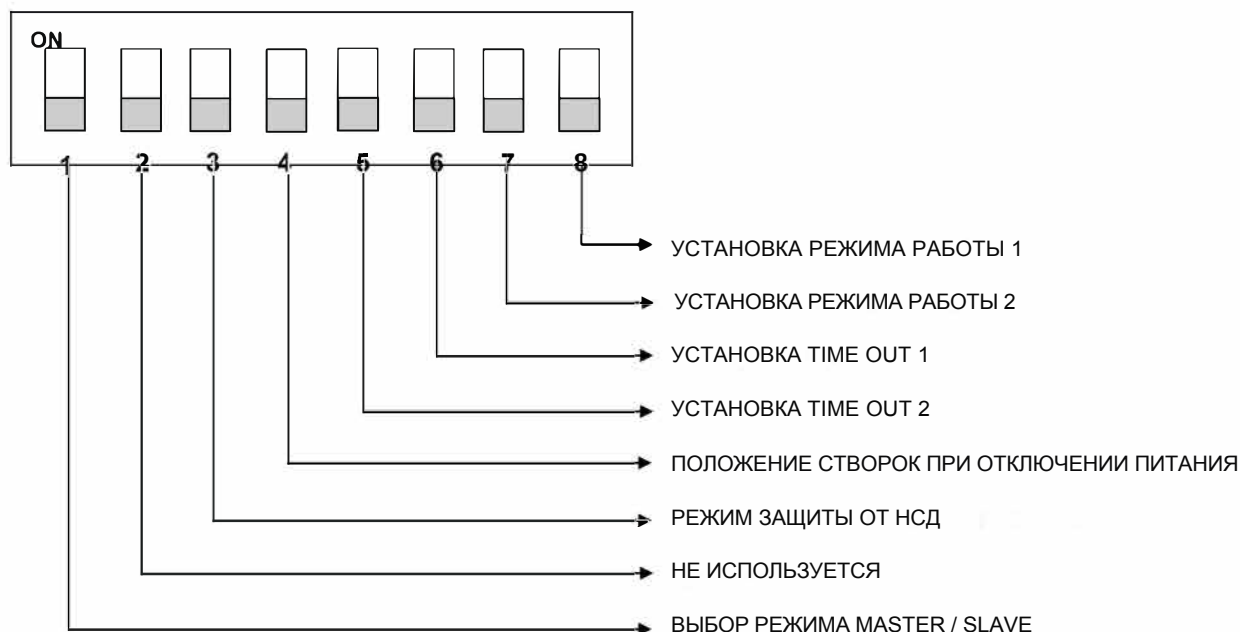 ON
1 2 3 4 5 6 7 8
УСТАНОВКА РЕЖИМА РАБОТЫ 1
УСТАНОВКА РЕЖИМА РАБОТЫ 2
УСТАНОВКА TIME OUT 1
УСТАНОВКА TIME OUT 2
ПОЛОЖЕНИЕ СТВОРОК ПРИ ОТКЛЮЧЕНИИ ПИТАНИЯ
РЕЖИМ ЗАЩИТЫ ОТ НСД
НЕ ИСПОЛЬЗУЕТСЯ
ВЫБОР РЕЖИМА MASTER / SLAVE